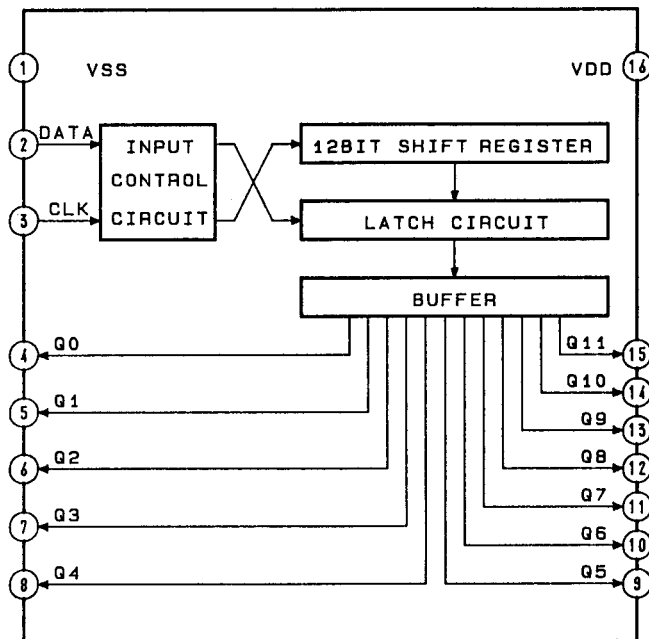 1 VSS VDD 16
2 DATA
INPUT
CONTROL
CIRCUIT
12BIT SHIFT REGISTER
3 CLK
LATCH CIRCUIT
BUFFER
4 Q0 Q11 15
Q10 14
5 Q1
Q9 13
6 Q2 Q8 12
Q7 11
7 Q3
Q6 10
8 Q4 Q5 9